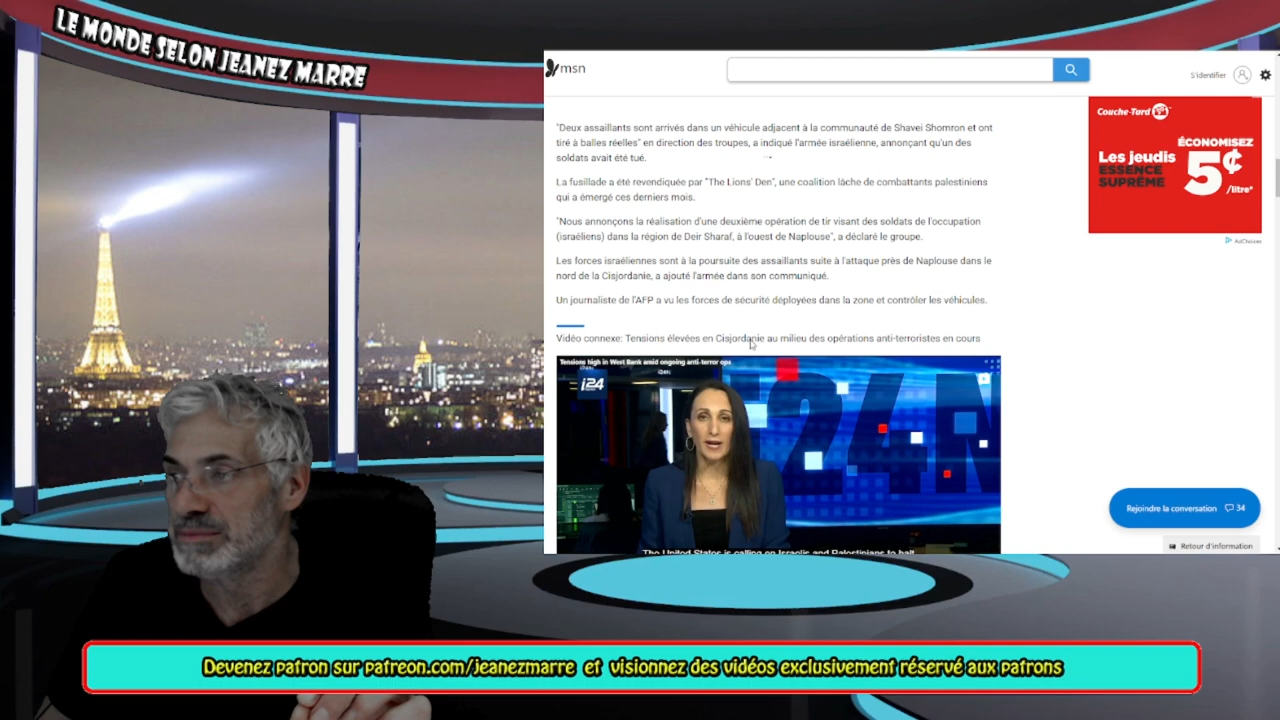 LE MONDE SELON JEANEZ MARRE
msn
S'identifier
"Deux assaillants sont arrivés dans un véhicule adjacent à la communauté de Shavei Shomron et ont
tiré à balles réelles" en direction des troupes, a indiqué l'armée israélienne, annonçant qu'un des
soldats avait été tué.
La fusillade a été revendiquée par "The Lions' Den", une coalition lâche de combattants palestiniens
qui a émergé ces derniers mois.
"Nous annonçons la réalisation d'une deuxième opération de tir visant des soldats de l'occupation
(israéliens) dans la région de Deir Sharaf, à l'ouest de Naplouse", a déclaré le groupe.
Les forces israéliennes sont à la poursuite des assaillants suite à l'attaque près de Naplouse dans le
nord de la Cisjordanie, a ajouté l'armée dans son communiqué.
Un journaliste de l'AFP a vu les forces de sécurité déployées dans la zone et contrôler les véhicules.
Vidéo connexe: Tensions élevées en Cisjordanie au milieu des opérations anti-terroristes en cours
Tensions high in West Bank amid ongoing anti-terror ops
i24
The United States is calling on Israelis and Palestinians to halt
Couche-Tard
ÉCONOMISEZ
Les jeudis
ESSENCE
SUPRÊME
5¢
/litre*
AdChoices
Rejoindre la conversation 34
Retour d'information
Devenez patron sur patreon.com/jeanezmarre et visionnez des vidéos exclusivement réservé aux patrons